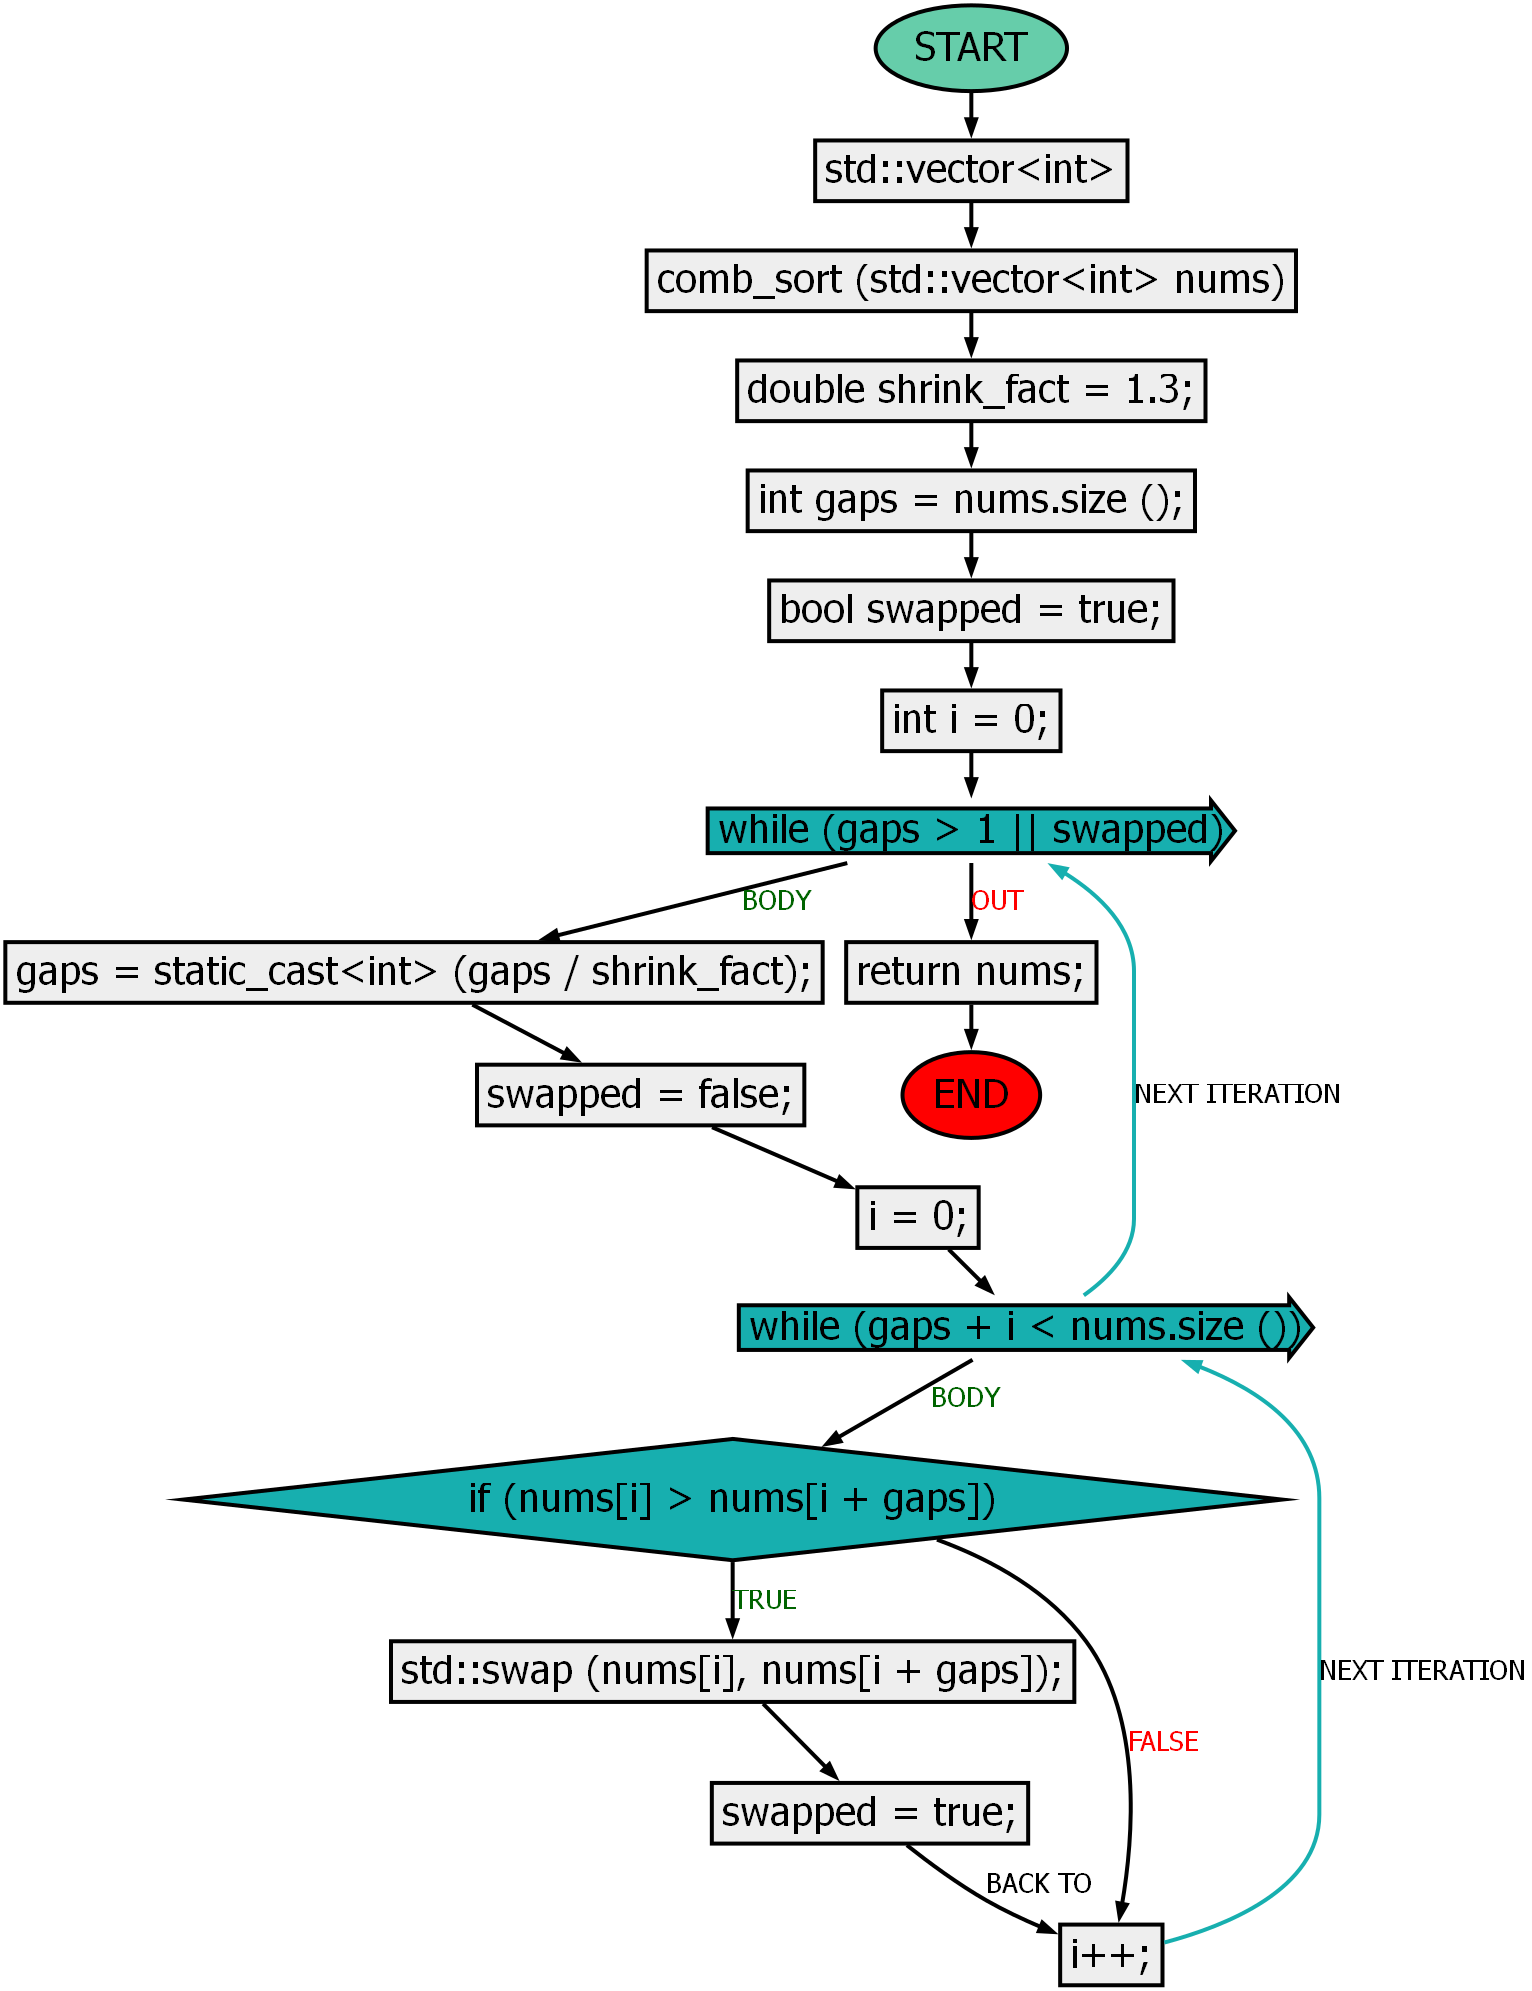 START
std::vector<int>
comb_sort (std::vector<int> nums)
double shrink_fact = 1.3;
int gaps = nums.size ();
bool swapped = true;
int i = 0;
while (gaps > 1 || swapped)
BODY
OUT
gaps = static_cast<int> (gaps / shrink_fact);
return nums;
swapped = false;
END
NEXT ITERATION
i = 0;
while (gaps + i < nums.size ())
BODY
if (nums[i] > nums[i + gaps])
TRUE
std::swap (nums[i], nums[i + gaps]);
NEXT ITERATION
FALSE
swapped = true;
BACK TO
i++;